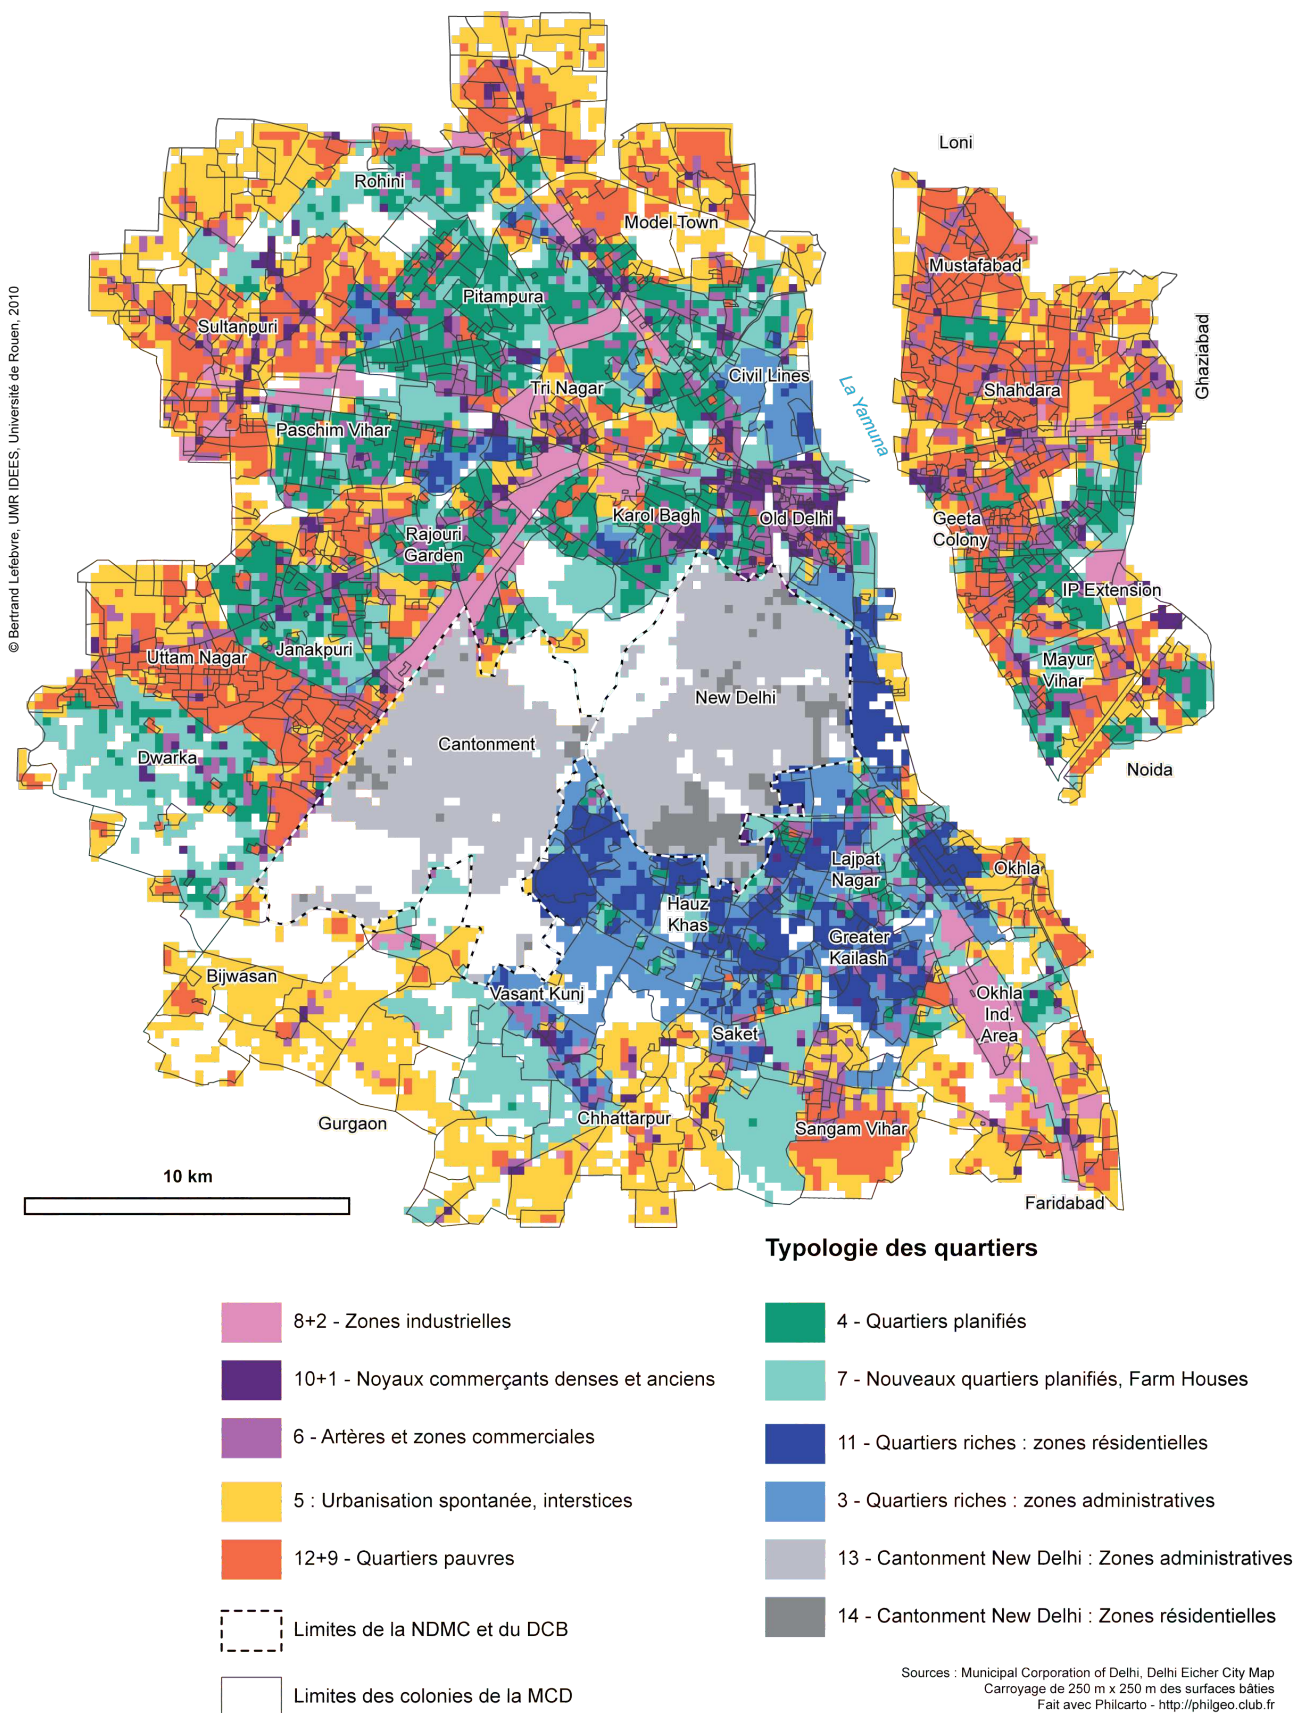 Loni
Rohini
Model Town
Mustafabad
Pitampura
Sultanpuri
Ghaziabad
Civil Lines
Tri Nagar
La Yamuna
Shahdara
Paschim Vihar
Karol Bagh
Old Delhi
Geeta
Colony
Rajouri
Garden
IP Extension
Janakpuri
Uttam Nagar
Mayur
Vihar
New Delhi
Cantonment
Dwarka
Noida
Lajpat
Nagar
Okhla
Hauz
Khas
Greater
Kailash
Bijwasan
Vasant Kunj
Okhla
Ind.
Area
Saket
Gurgaon
Chhattarpur
Sangam Vihar
Faridabad
© Bertrand Lefebvre, UMR IDEES, Université de Rouen, 2010
10 km
Typologie des quartiers
8+2 - Zones industrielles
10+1 - Noyaux commerçants denses et anciens
6 - Artères et zones commerciales
5 : Urbanisation spontanée, interstices
12+9 - Quartiers pauvres
Limites de la NDMC et du DCB
Limites des colonies de la MCD
4 - Quartiers planifiés
7 - Nouveaux quartiers planifiés, Farm Houses
11 - Quartiers riches : zones résidentielles
3 - Quartiers riches : zones administratives
13 - Cantonment New Delhi : Zones administratives
14 - Cantonment New Delhi : Zones résidentielles
Sources : Municipal Corporation of Delhi, Delhi Eicher City Map
Carroyage de 250 m x 250 m des surfaces bâties
Fait avec Philcarto - http://philgeo.club.fr